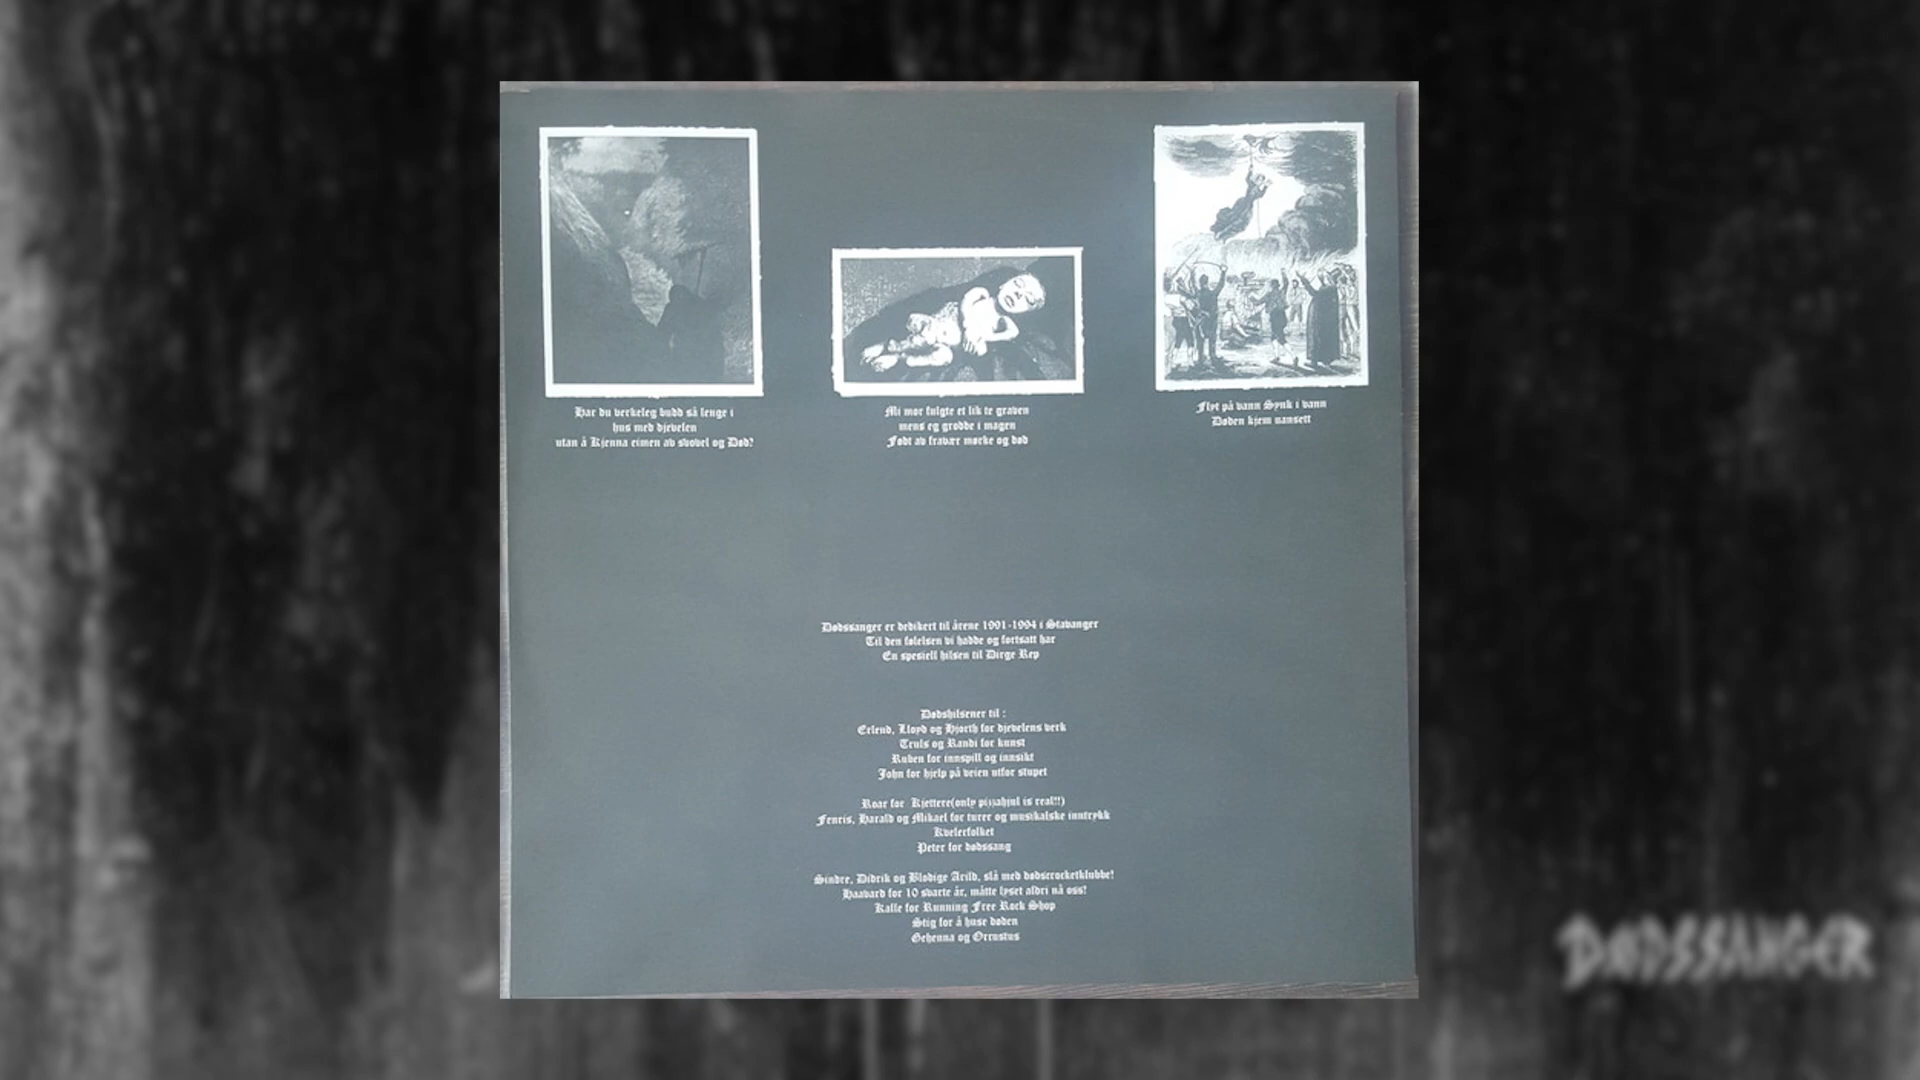 Har du verkeleg budd så lenge i
hus med djevelen
utan å Kjenna eimen av svovel og Død?
Mi mor fulgte et lik te graven
mens eg grodde i magen
Født av fravær mørke og død
Flyt på vann Synk i vann
Døden kjem uansett
Dødssanger er dedikert til årene 1991-1994 i Stavanger
Til den følelsen vi hadde og fortsatt har
En spesiell hilsen til Dirge Rep
Dødshilsener til :
Erlend, Lloyd og Hjorth for djevelens verk
Truls og Randi for kunst
Ruben for innspill og innsikt
John for hjelp på veien utfor stupet
Roar for Kjettere(only pizzahjul is real!!)
Fenris, Harald og Mikael for turer og musikalske inntrykk
Kvelerfolket
Peter for dødssang
Sindre, Didrik og Blodige Arild, slå med dødscrocketklubbe!
Haavard for 10 svarte år, måtte lyset aldri nå oss!
Kalle for Running Free Rock Shop
Stig for å huse døden
Gehenna og Orcustus
DØDSSANGER